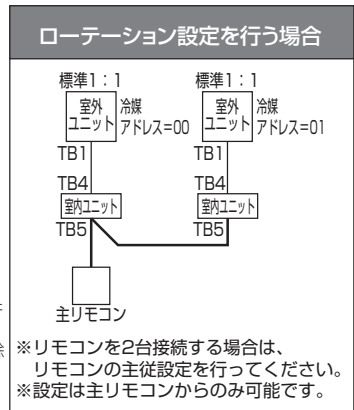 ローテーション設定を行う場合
標準1：1 標準1：1
室外 冷媒 室外 冷媒
ユニット アドレス=00 ユニット アドレス=01
TB1 TB1
TB4 TB4
室内ユニット 室内ユニット
TB5 TB5
主リモコン
※リモコンを2台接続する場合は、
リモコンの主従設定を行ってください。
※設定は主リモコンからのみ可能です。